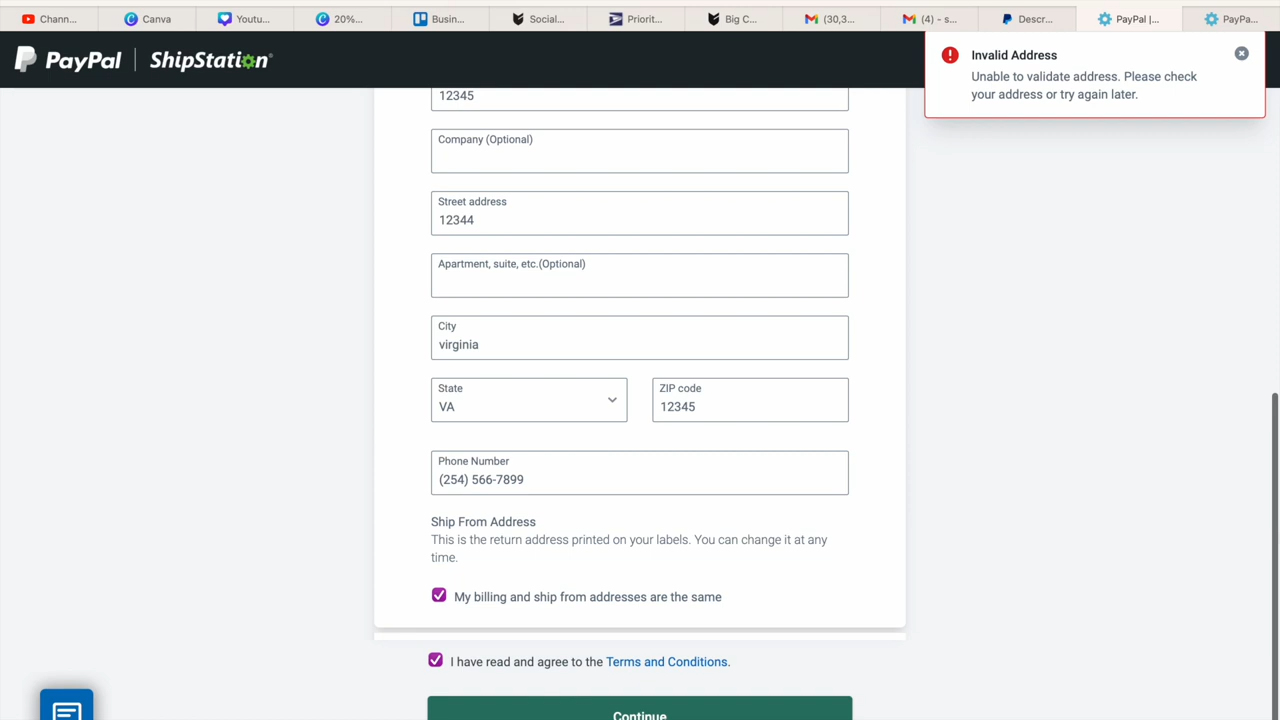 Chann...
Canva
Youtu...
20%...
Busin...
Social...
Priorit...
Big C...
(30,3...
(4) - s...
Descr...
PayPal |...
PayPa...
PayPal | ShipStation®
Invalid Address
Unable to validate address. Please check
your address or try again later.
12345
Company (Optional)
Street address
12344
Apartment, suite, etc.(Optional)
City
virginia
State
VA
ZIP code
12345
Phone Number
(254) 566-7899
Ship From Address
This is the return address printed on your labels. You can change it at any
time.
My billing and ship from addresses are the same
I have read and agree to the Terms and Conditions.
Continue